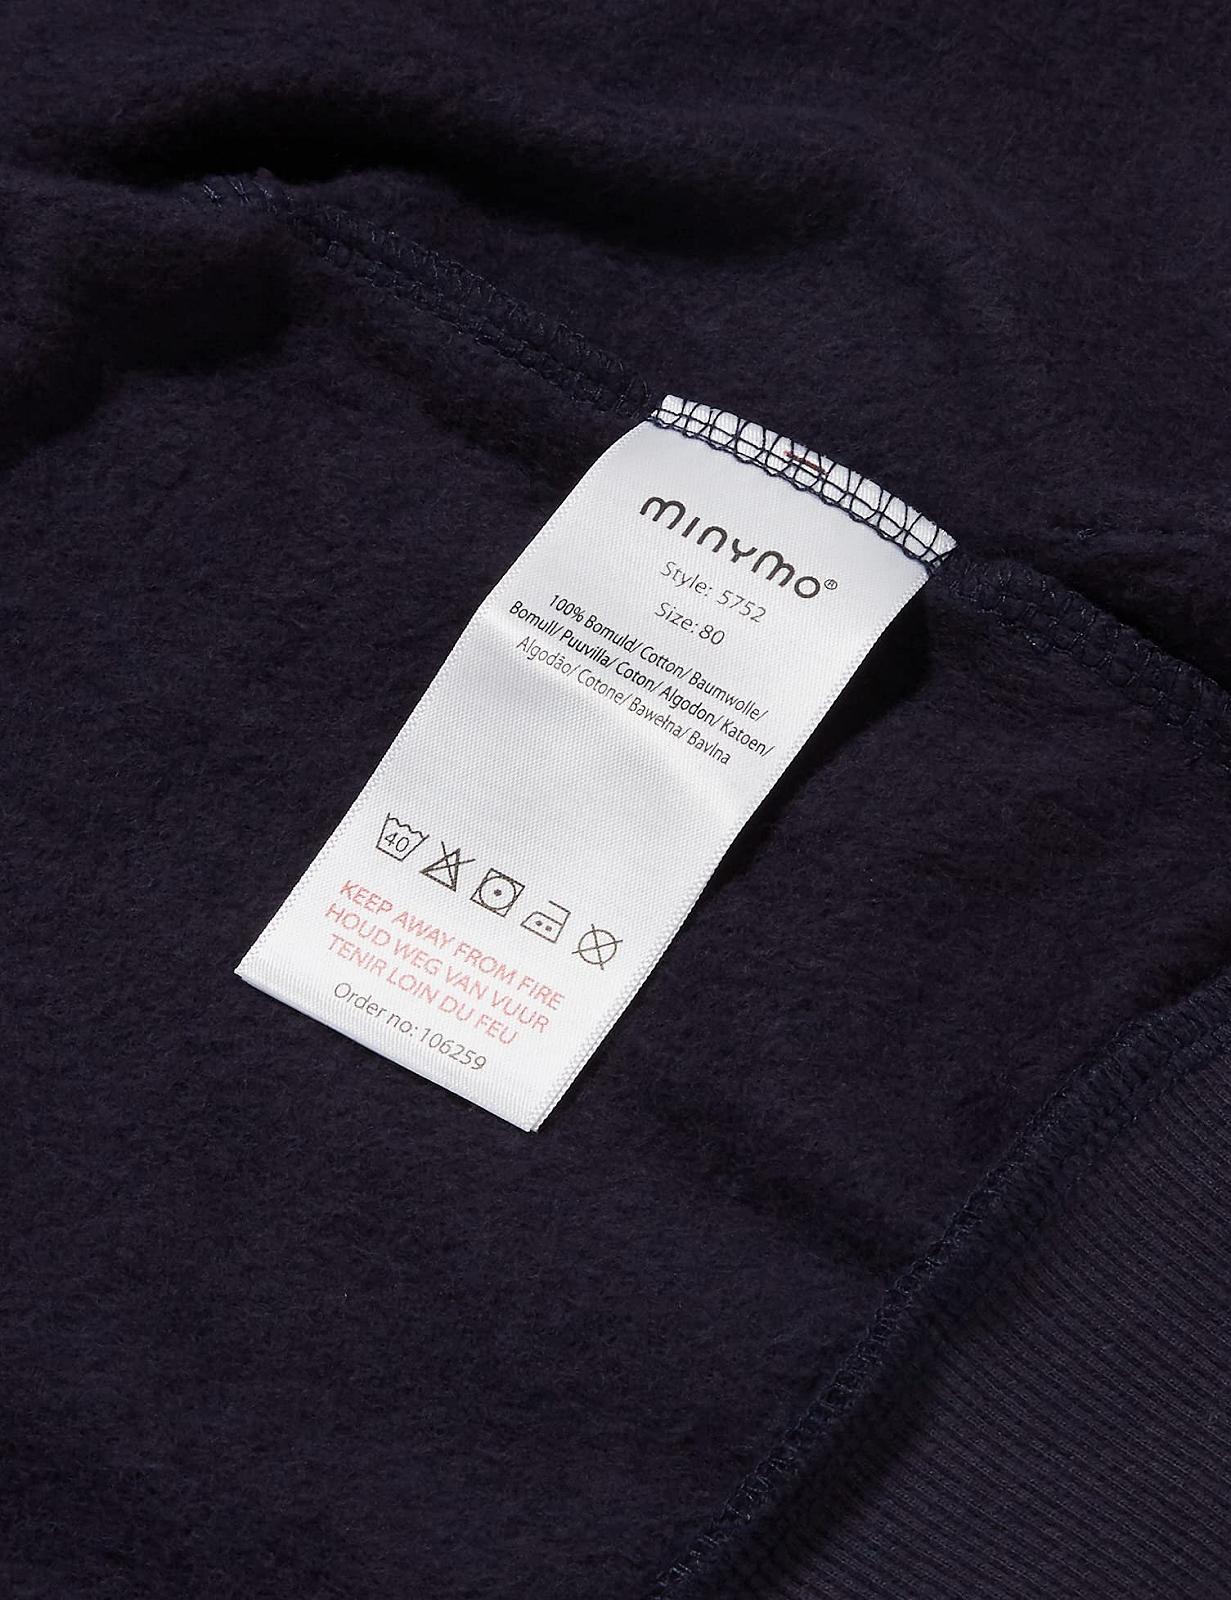 minymo®
Style: 5752
Size: 80
100% Bomuld/ Cotton/ Baumwolle/
Bomull/ Puuvilla/ Coton/ Algodon/ Katoen/
Algodão/ Cotone/ Bawełna/ Bavlna
40
KEEP AWAY FROM FIRE
HOUD WEG VAN VUUR
TENIR LOIN DU FEU
Order no: 106259